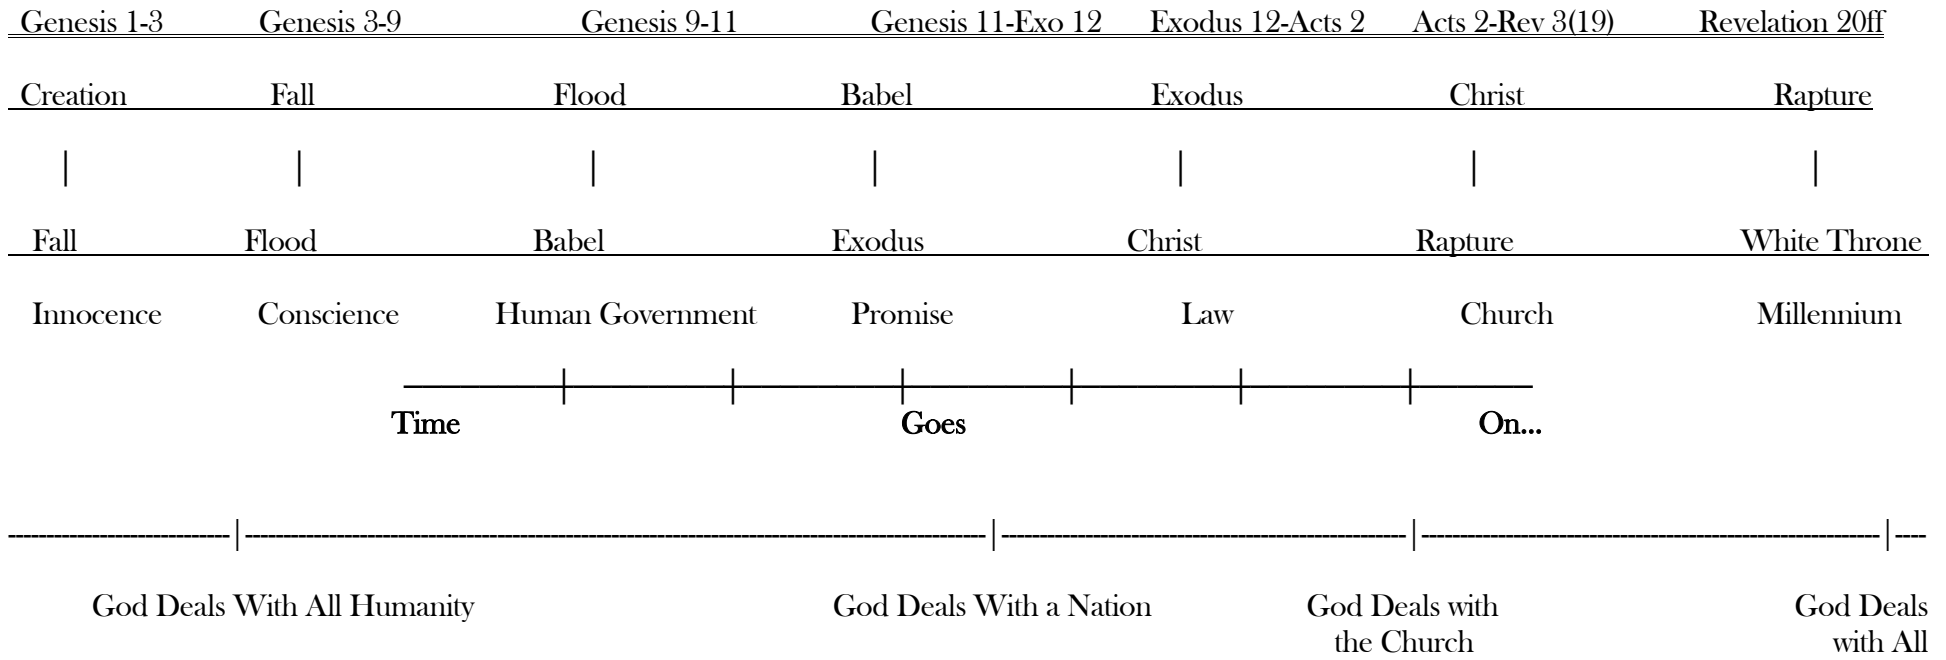 Genesis 1-3 Genesis 3-9 Genesis 9-11 Genesis 11-Exo 12 Exodus 12-Acts 2 Acts 2-Rev 3(19) Revelation 20ff
Creation Fall Flood Babel Exodus Christ Rapture
Fall Flood Babel Exodus Christ Rapture White Throne
Innocence Conscience Human Government Promise Law Church Millennium
Time Goes On...
God Deals With All Humanity God Deals With a Nation God Deals with God Deals
the Church with All